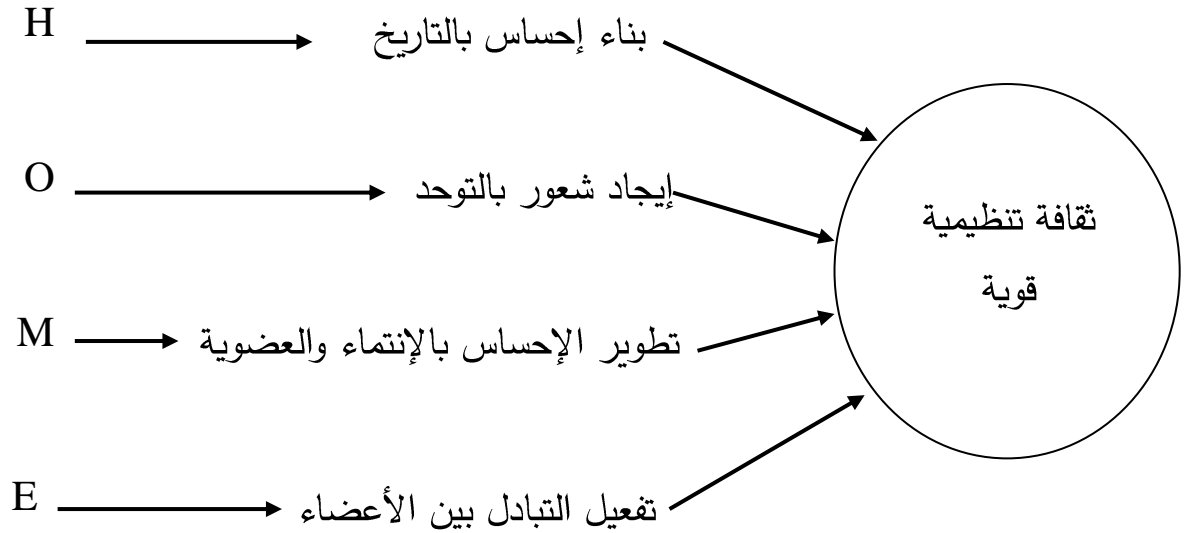 H
بناء إحساس بالتاريخ
O
إيجاد شعور بالتوحد
M
تطوير الإحساس بالإنتماء والعضوية
E
تفعيل التبادل بين الأعضاء
ثقافة تنظيمية
قوية